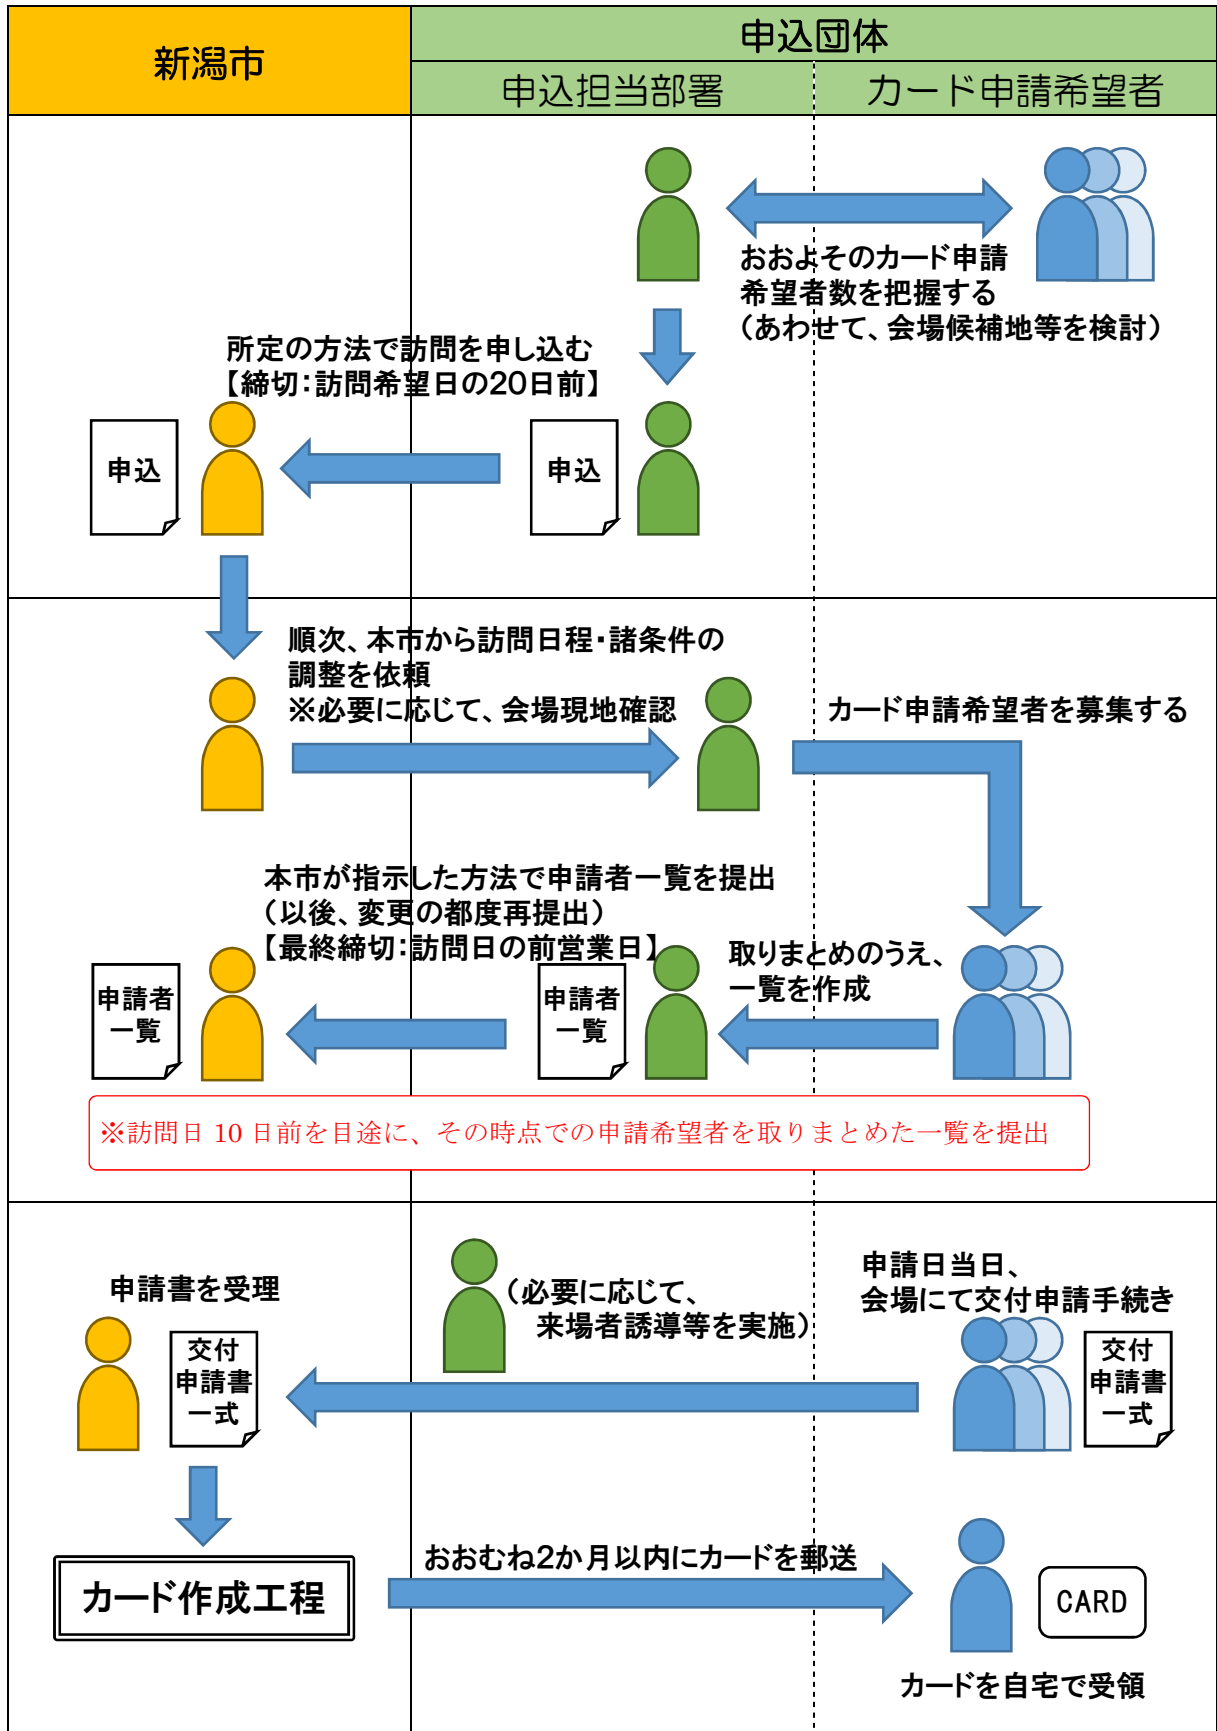 新潟市
申込団体
申込担当部署
カード申請希望者
おおよそのカード申請
希望者数を把握する
（あわせて、会場候補地等を検討）
所定の方法で訪問を申し込む
【締切：訪問希望日の20日前】
申込
申込
順次、本市から訪問日程・諸条件の
調整を依頼
※必要に応じて、会場現地確認
カード申請希望者を募集する
本市が指示した方法で申請者一覧を提出
（以後、変更の都度再提出）
【最終締切：訪問日の前営業日】
取りまとめのうえ、
一覧を作成
申請者
一覧
申請者
一覧
※訪問日 10 日前を目途に、その時点での申請希望者を取りまとめた一覧を提出
申請書を受理
（必要に応じて、
来場者誘導等を実施）
申請日当日、
会場にて交付申請手続き
交付
申請書
一式
交付
申請書
一式
カード作成工程
おおむね2か月以内にカードを郵送
CARD
カードを自宅で受領